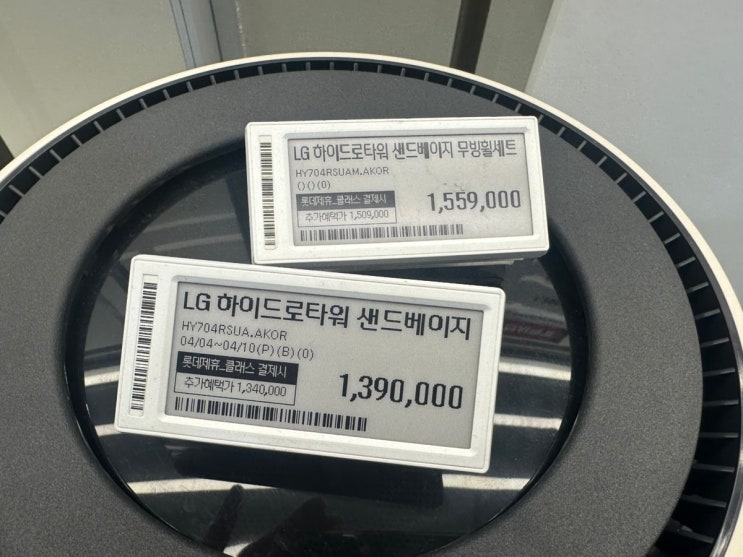 LG 하이드로타워 샌드베이지 무빙휠세트
HY704RSUAM.AKOR
()()(0)
롯데제휴_클래스 결제시
추가혜택가 1,509,000
1,559,000
LG 하이드로타워 샌드베이지
HY704RSUA.AKOR
04/04~04/10(P)(B)(0)
롯데제휴_클래스 결제시
추가혜택가 1,340,000
1,390,000